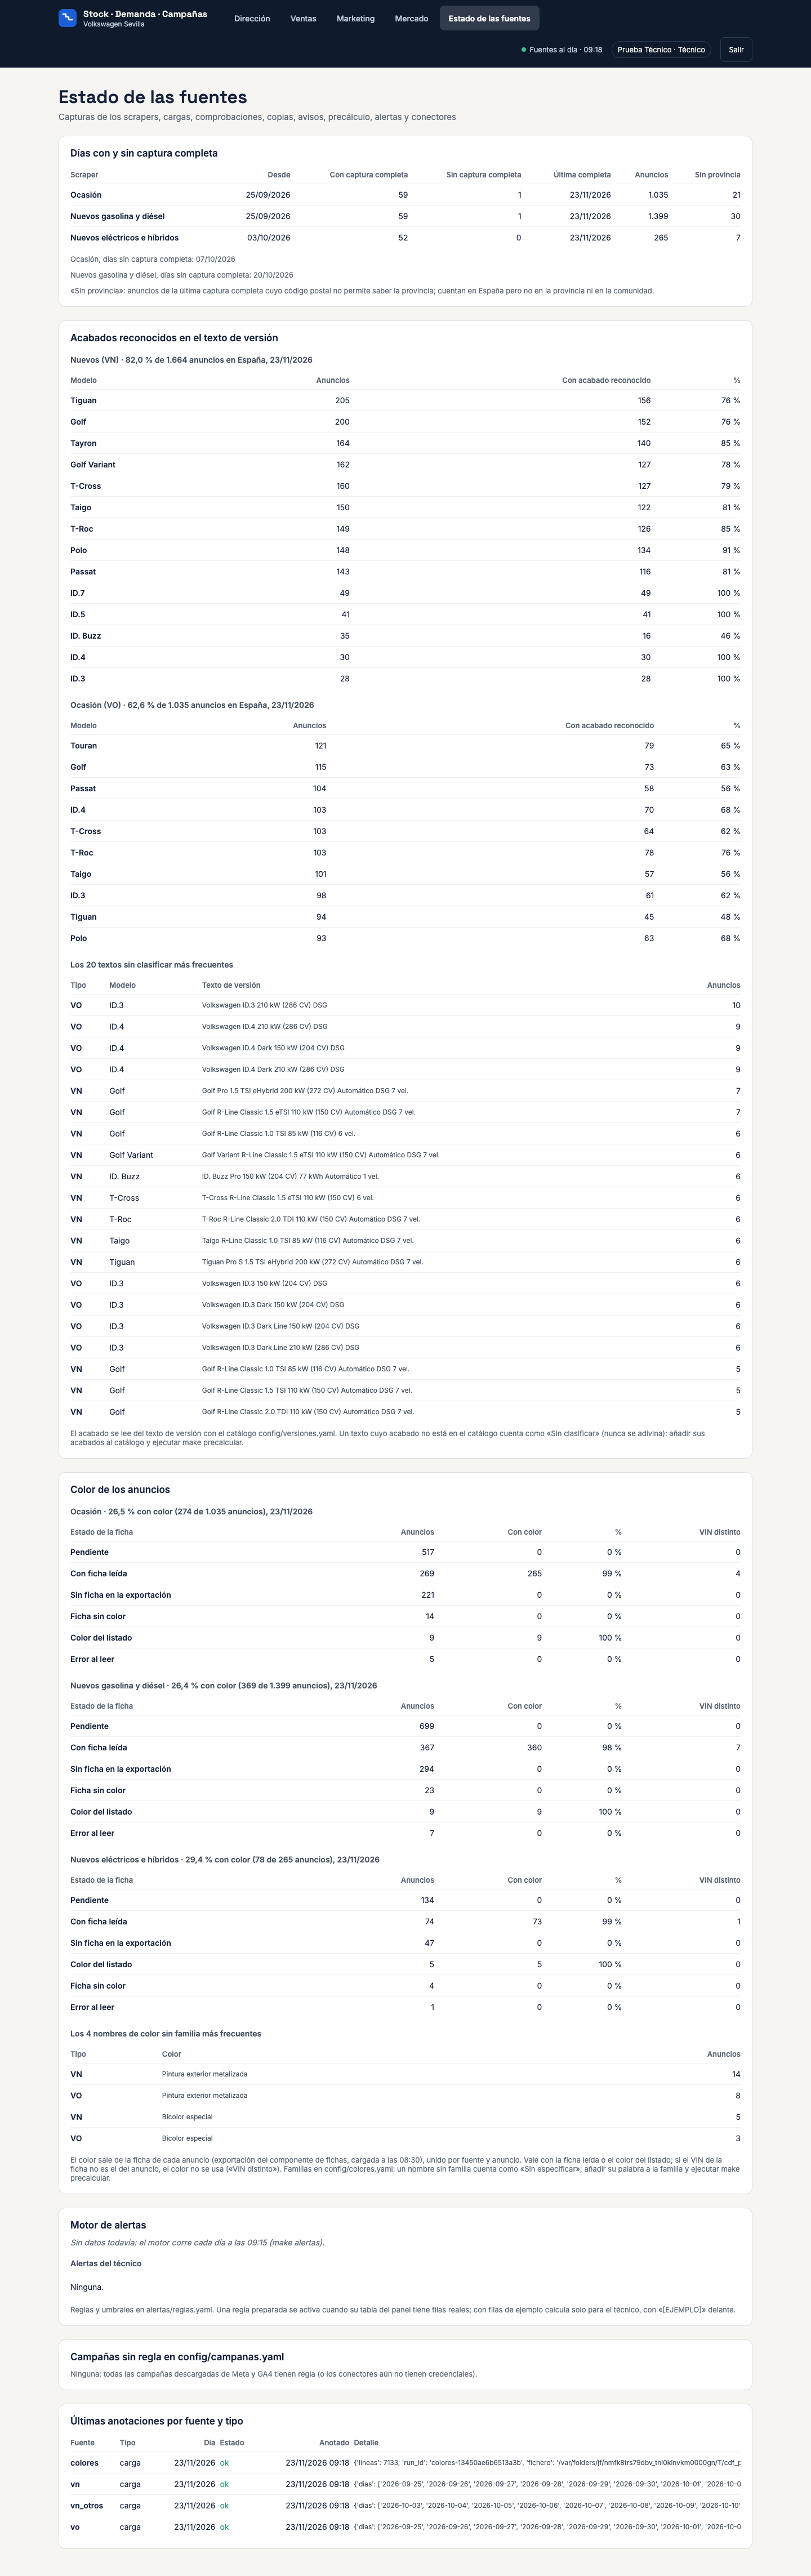 Stock · Demanda · Campañas
Volkswagen Sevilla
Dirección Ventas Marketing Mercado Estado de las fuentes
Fuentes al día · 09:18 Prueba Técnico · Técnico Salir
Estado de las fuentes
Capturas de los scrapers, cargas, comprobaciones, copias, avisos, precálculo, alertas y conectores
Días con y sin captura completa
Scraper Desde Con captura completa Sin captura completa Última completa Anuncios Sin provincia
Ocasión 25/09/2026 59 1 23/11/2026 1.035 21
Nuevos gasolina y diésel 25/09/2026 59 1 23/11/2026 1.399 30
Nuevos eléctricos e híbridos 03/10/2026 52 0 23/11/2026 265 7
Ocasión, días sin captura completa: 07/10/2026
Nuevos gasolina y diésel, días sin captura completa: 20/10/2026
«Sin provincia»: anuncios de la última captura completa cuyo código postal no permite saber la provincia; cuentan en España pero no en la provincia ni en la comunidad.
Acabados reconocidos en el texto de versión
Nuevos (VN) · 82,0 % de 1.664 anuncios en España, 23/11/2026
Modelo Anuncios Con acabado reconocido %
Tiguan 205 156 76 %
Golf 200 152 76 %
Tayron 164 140 85 %
Golf Variant 162 127 78 %
T-Cross 160 127 79 %
Taigo 150 122 81 %
T-Roc 149 126 85 %
Polo 148 134 91 %
Passat 143 116 81 %
ID.7 49 49 100 %
ID.5 41 41 100 %
ID. Buzz 35 16 46 %
ID.4 30 30 100 %
ID.3 28 28 100 %
Ocasión (VO) · 62,6 % de 1.035 anuncios en España, 23/11/2026
Modelo Anuncios Con acabado reconocido %
Touran 121 79 65 %
Golf 115 73 63 %
Passat 104 58 56 %
ID.4 103 70 68 %
T-Cross 103 64 62 %
T-Roc 103 78 76 %
Taigo 101 57 56 %
ID.3 98 61 62 %
Tiguan 94 45 48 %
Polo 93 63 68 %
Los 20 textos sin clasificar más frecuentes
Tipo Modelo Texto de versión Anuncios
VO ID.3 Volkswagen ID.3 210 kW (286 CV) DSG 10
VO ID.4 Volkswagen ID.4 210 kW (286 CV) DSG 9
VO ID.4 Volkswagen ID.4 Dark 150 kW (204 CV) DSG 9
VO ID.4 Volkswagen ID.4 Dark 210 kW (286 CV) DSG 9
VN Golf Golf Pro 1.5 TSI eHybrid 200 kW (272 CV) Automático DSG 7 vel. 7
VN Golf Golf R-Line Classic 1.5 eTSI 110 kW (150 CV) Automático DSG 7 vel. 7
VN Golf Golf R-Line Classic 1.0 TSI 85 kW (116 CV) 6 vel. 6
VN Golf Variant Golf Variant R-Line Classic 1.5 eTSI 110 kW (150 CV) Automático DSG 7 vel. 6
VN ID. Buzz ID. Buzz Pro 150 kW (204 CV) 77 kWh Automático 1 vel. 6
VN T-Cross T-Cross R-Line Classic 1.5 eTSI 110 kW (150 CV) 6 vel. 6
VN T-Roc T-Roc R-Line Classic 2.0 TDI 110 kW (150 CV) Automático DSG 7 vel. 6
VN Taigo Taigo R-Line Classic 1.0 TSI 85 kW (116 CV) Automático DSG 7 vel. 6
VN Tiguan Tiguan Pro S 1.5 TSI eHybrid 200 kW (272 CV) Automático DSG 7 vel. 6
VO ID.3 Volkswagen ID.3 150 kW (204 CV) DSG 6
VO ID.3 Volkswagen ID.3 Dark 150 kW (204 CV) DSG 6
VO ID.3 Volkswagen ID.3 Dark Line 150 kW (204 CV) DSG 6
VO ID.3 Volkswagen ID.3 Dark Line 210 kW (286 CV) DSG 6
VN Golf Golf R-Line Classic 1.0 TSI 85 kW (116 CV) Automático DSG 7 vel. 5
VN Golf Golf R-Line Classic 1.5 TSI 110 kW (150 CV) Automático DSG 7 vel. 5
VN Golf Golf R-Line Classic 2.0 TDI 110 kW (150 CV) Automático DSG 7 vel. 5
El acabado se lee del texto de versión con el catálogo config/versiones.yaml. Un texto cuyo acabado no está en el catálogo cuenta como «Sin clasificar» (nunca se adivina): añadir sus
acabados al catálogo y ejecutar make precalcular.
Color de los anuncios
Ocasión · 26,5 % con color (274 de 1.035 anuncios), 23/11/2026
Estado de la ficha Anuncios Con color % VIN distinto
Pendiente 517 0 0 % 0
Con ficha leída 269 265 99 % 4
Sin ficha en la exportación 221 0 0 % 0
Ficha sin color 14 0 0 % 0
Color del listado 9 9 100 % 0
Error al leer 5 0 0 % 0
Nuevos gasolina y diésel · 26,4 % con color (369 de 1.399 anuncios), 23/11/2026
Estado de la ficha Anuncios Con color % VIN distinto
Pendiente 699 0 0 % 0
Con ficha leída 367 360 98 % 7
Sin ficha en la exportación 294 0 0 % 0
Ficha sin color 23 0 0 % 0
Color del listado 9 9 100 % 0
Error al leer 7 0 0 % 0
Nuevos eléctricos e híbridos · 29,4 % con color (78 de 265 anuncios), 23/11/2026
Estado de la ficha Anuncios Con color % VIN distinto
Pendiente 134 0 0 % 0
Con ficha leída 74 73 99 % 1
Sin ficha en la exportación 47 0 0 % 0
Color del listado 5 5 100 % 0
Ficha sin color 4 0 0 % 0
Error al leer 1 0 0 % 0
Los 4 nombres de color sin familia más frecuentes
Tipo Color Anuncios
VN Pintura exterior metalizada 14
VO Pintura exterior metalizada 8
VN Bicolor especial 5
VO Bicolor especial 3
El color sale de la ficha de cada anuncio (exportación del componente de fichas, cargada a las 08:30), unido por fuente y anuncio. Vale con la ficha leída o el color del listado; si el VIN de la
ficha no es el del anuncio, el color no se usa («VIN distinto»). Familias en config/colores.yaml: un nombre sin familia cuenta como «Sin especificar»; añadir su palabra a la familia y ejecutar make
precalcular.
Motor de alertas
Sin datos todavía: el motor corre cada día a las 09:15 (make alertas).
Alertas del técnico
Ninguna.
Reglas y umbrales en alertas/reglas.yaml. Una regla preparada se activa cuando su tabla del panel tiene filas reales; con filas de ejemplo calcula solo para el técnico, con «[EJEMPLO]» delante.
Campañas sin regla en config/campanas.yaml
Ninguna: todas las campañas descargadas de Meta y GA4 tienen regla (o los conectores aún no tienen credenciales).
Últimas anotaciones por fuente y tipo
Fuente Tipo Día Estado Anotado Detalle
colores carga 23/11/2026 ok 23/11/2026 09:18 {'lineas': 7133, 'run_id': 'colores-13450ae6b6513a3b', 'fichero':
vn carga 23/11/2026 ok 23/11/2026 09:18 {'dias': ['2026-09-25', '2026-09-26', '2026-09-27', '2026-09-28', '2026-09-29', '2026-09-30', '2026-10-01', '2026-10-0
vn_otros carga 23/11/2026 ok 23/11/2026 09:18 {'dias': ['2026-10-03', '2026-10-04', '2026-10-05', '2026-10-06', '2026-10-07', '2026-10-08', '2026-10-09', '2026-10-10'
vo carga 23/11/2026 ok 23/11/2026 09:18 {'dias': ['2026-09-25', '2026-09-26', '2026-09-27', '2026-09-28', '2026-09-29', '2026-09-30', '2026-10-01', '2026-10-0